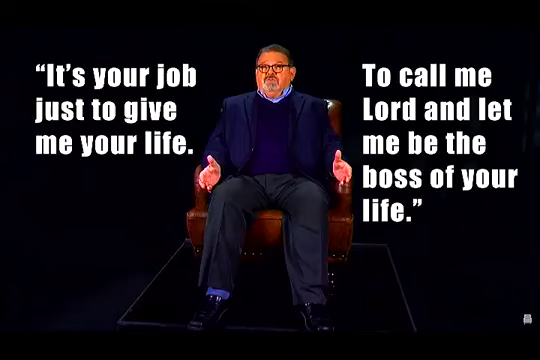 “It’s your job
just to give
me your life.
To call me
Lord and let
me be the
boss of your
life.”